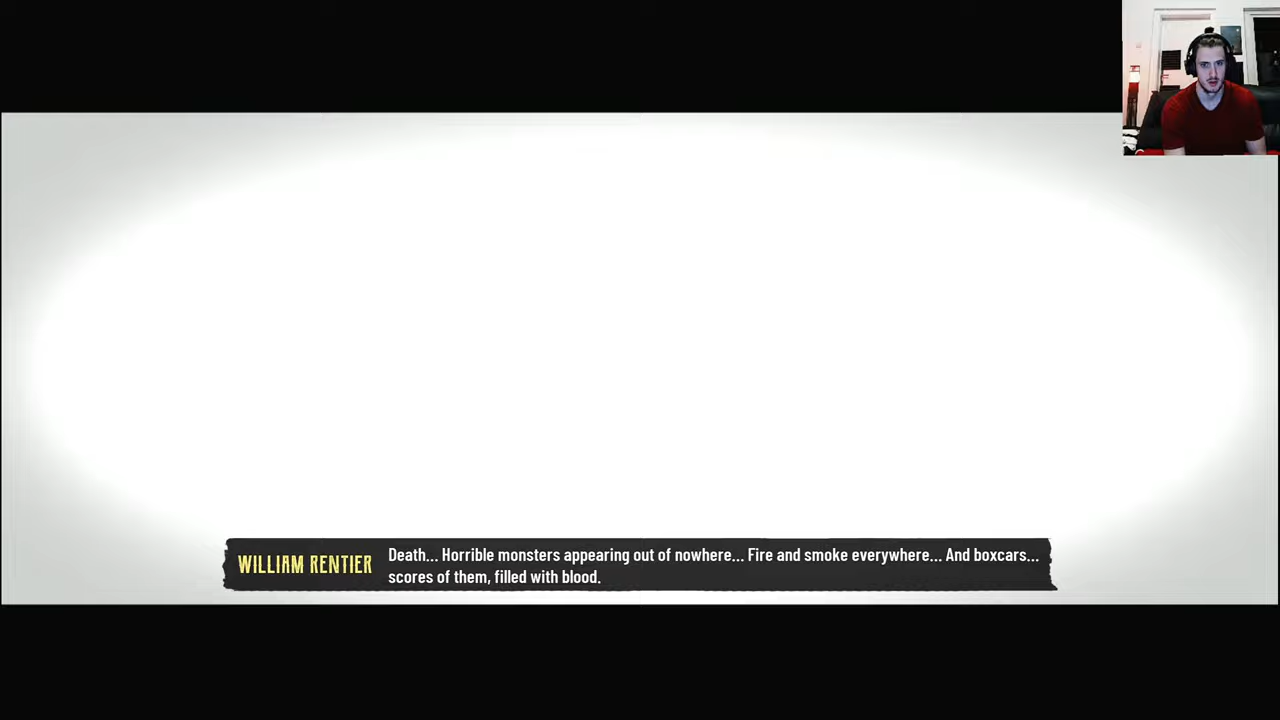 WILLIAM RENTIER
Death... Horrible monsters appearing out of nowhere... Fire and smoke everywhere... And boxcars...
scores of them, filled with blood.